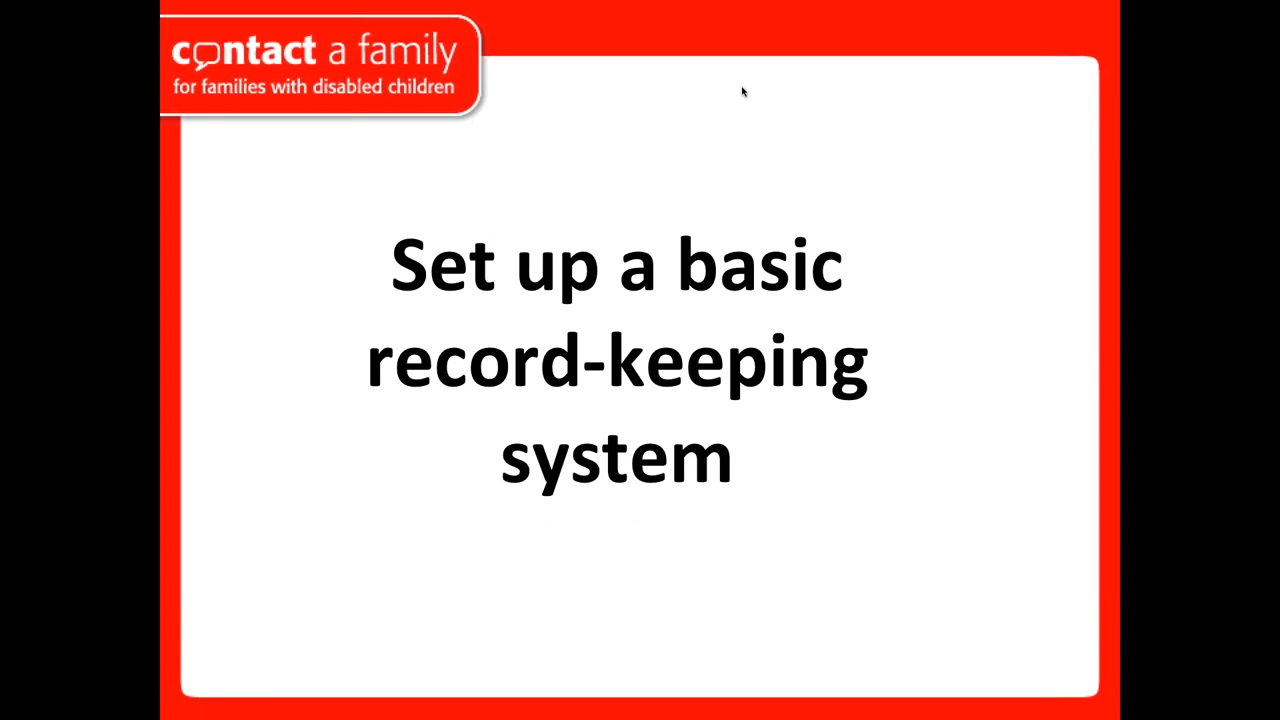 contact a family
for families with disabled children
Set up a basic
record-keeping
system